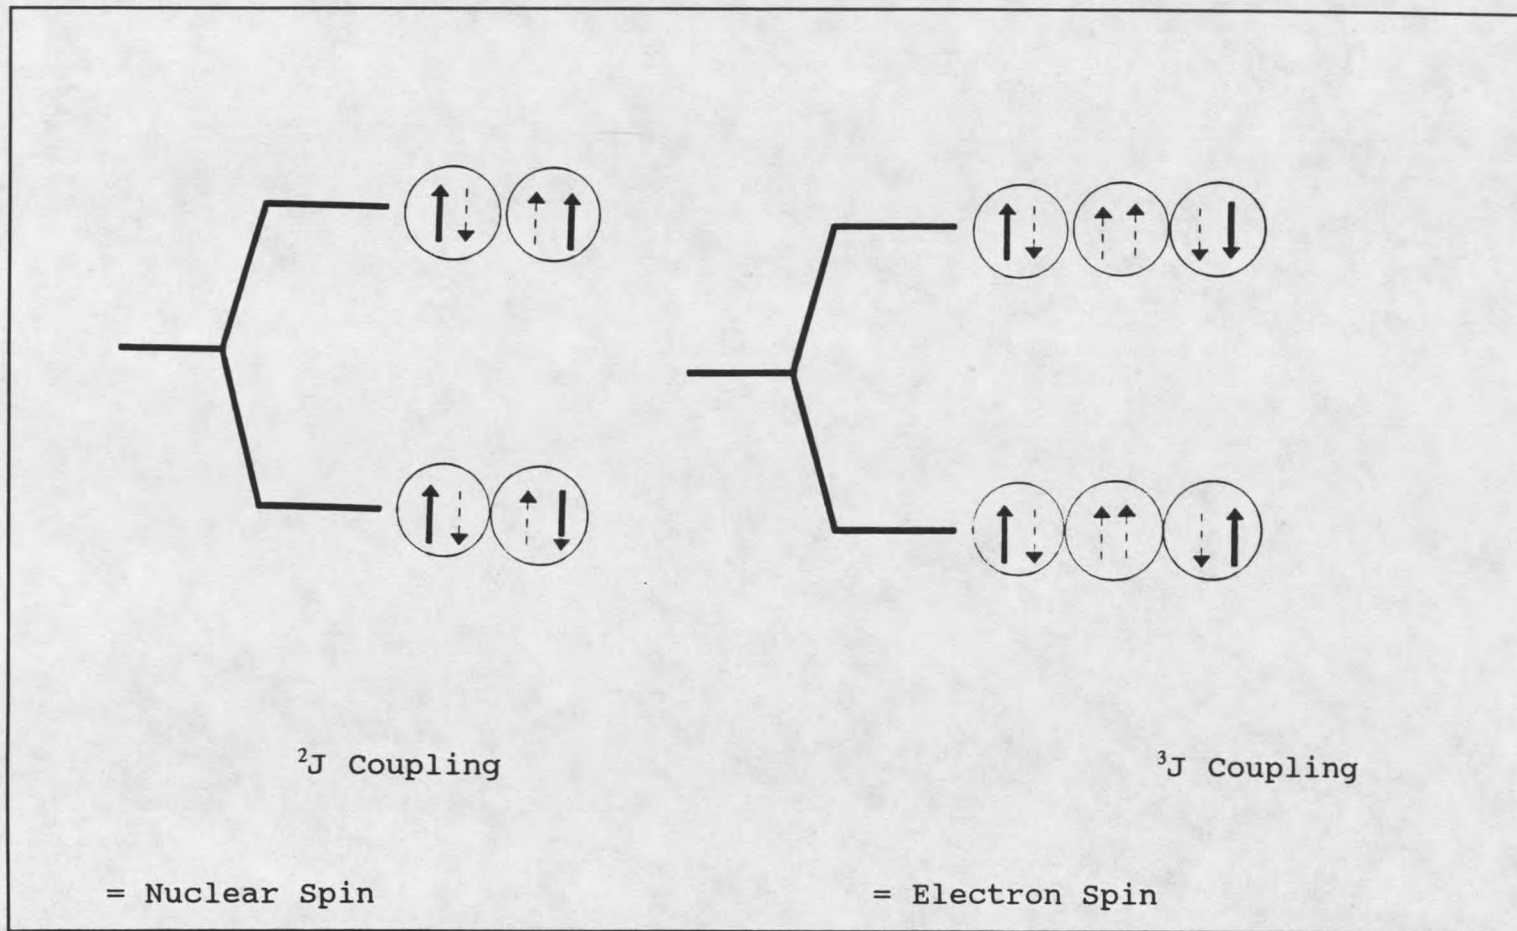 ²J Coupling
³J Coupling
= Nuclear Spin
= Electron Spin